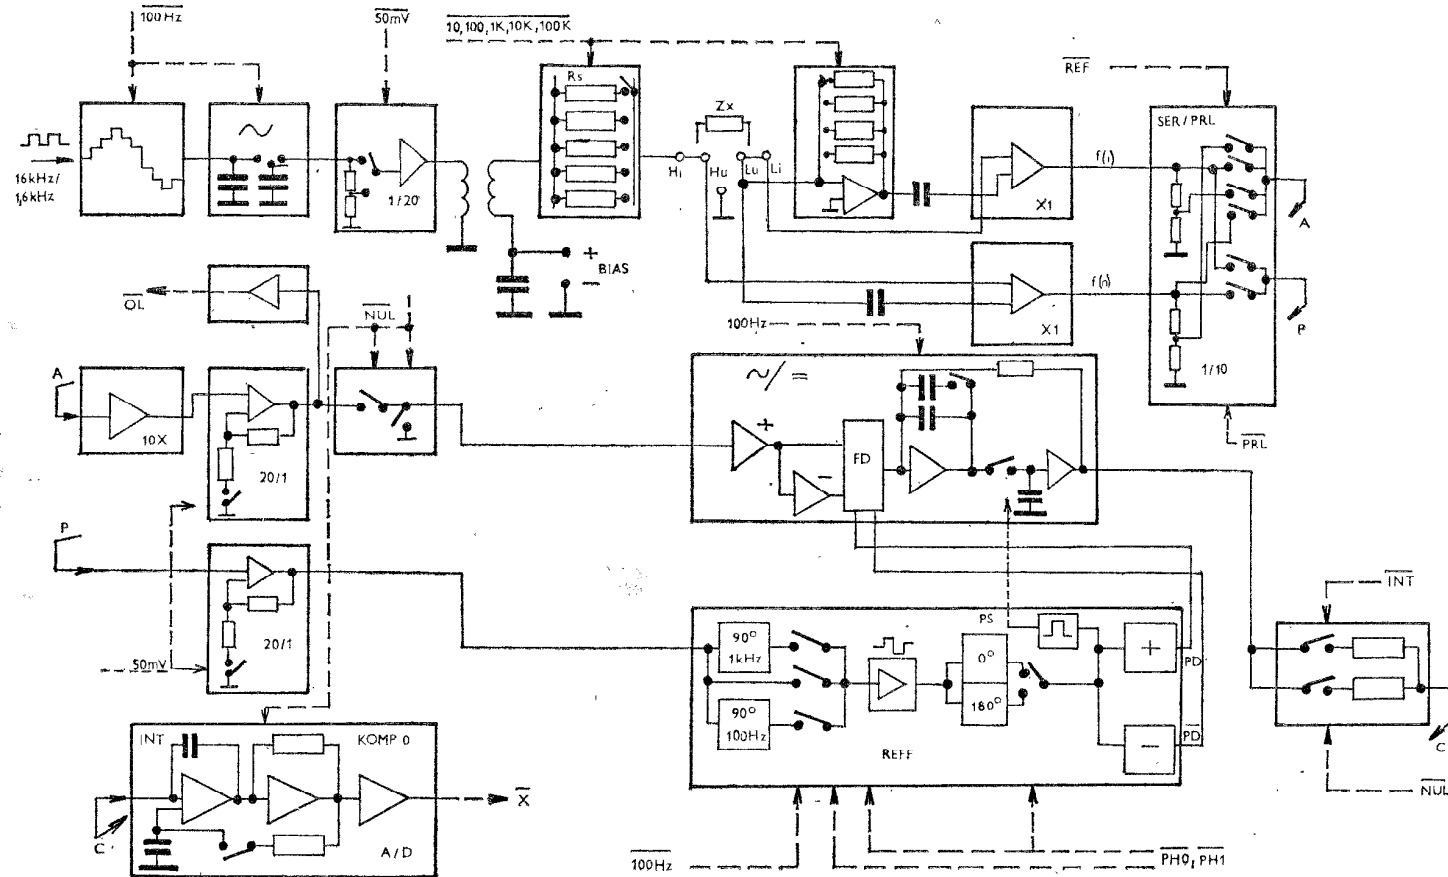 100Hz
50mV
10, 100, 1K, 10K, 100K
REF
Rs
Zx
SER/PRL
16kHz/
1,6kHz
1/20
Hi
Hu
Lu
Li
X1
f(i)
A
+
BIAS
−
f(n)
P
X1
1/10
OL
NUL
100Hz
PRL
A
10X
20/1
~/=
+
−
FD
P
INT
50mV
20/1
PS
90°
1kHz
0°
180°
+
PD
90°
100Hz
REFF
−
PD
C
INT
KOMP 0
NUL
C
A/D
X
100Hz
PH0, PH1